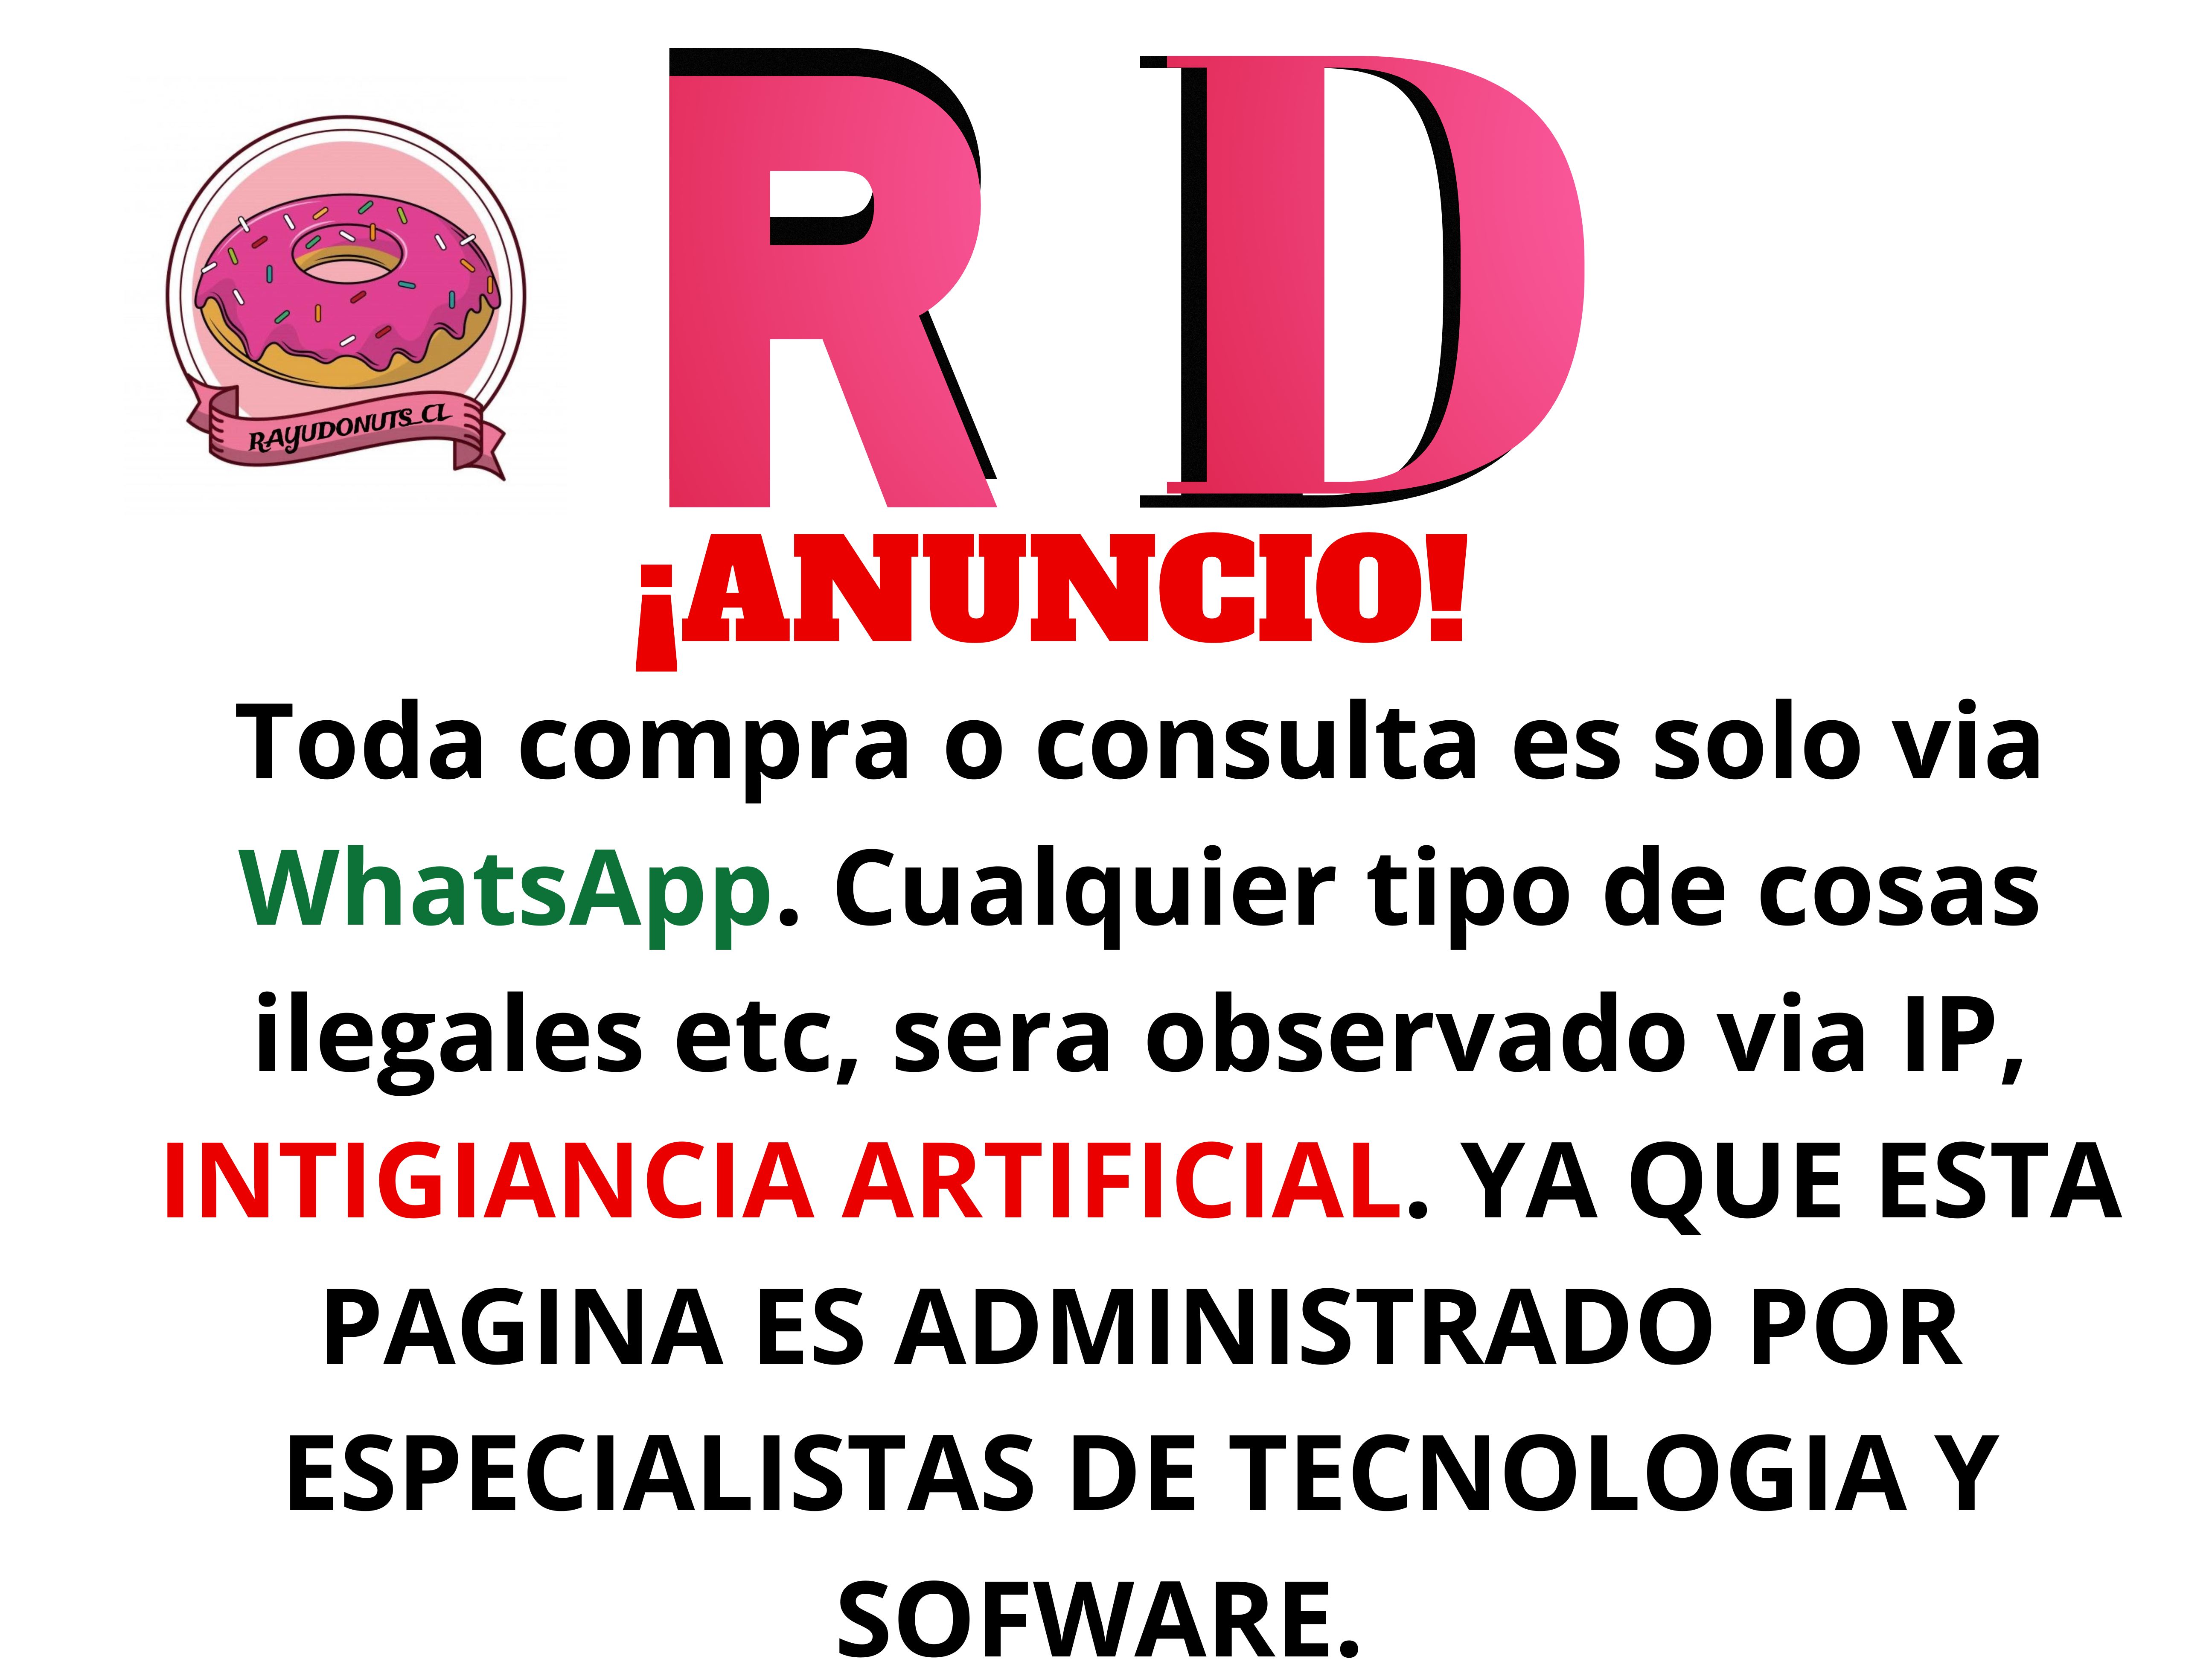 R D
RAYUDONUTS_CL
¡ANUNCIO!
Toda compra o consulta es solo via
WhatsApp. Cualquier tipo de cosas
ilegales etc, sera observado via IP,
INTIGIANCIA ARTIFICIAL. YA QUE ESTA
PAGINA ES ADMINISTRADO POR
ESPECIALISTAS DE TECNOLOGIA Y
SOFWARE.